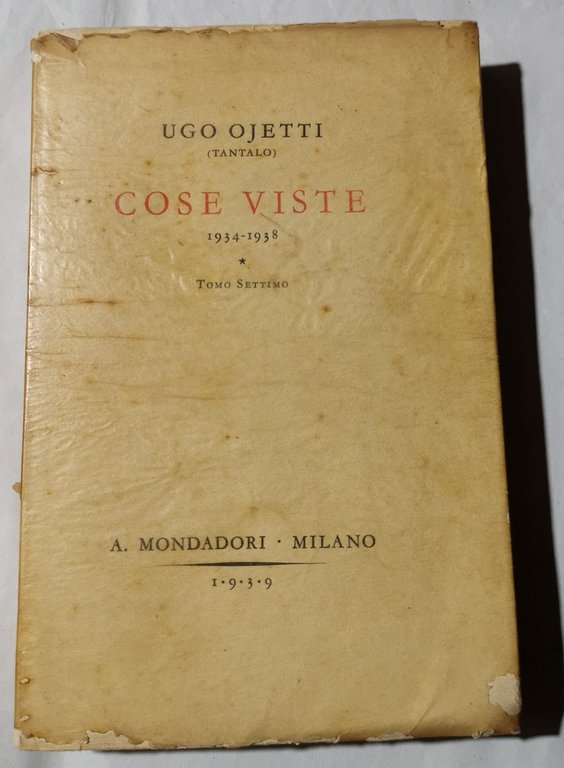 UGO OJETTI
(TANTALO)
COSE VISTE
1934-1938
★
TOMO SETTIMO
A. MONDADORI · MILANO
1·9·3·9